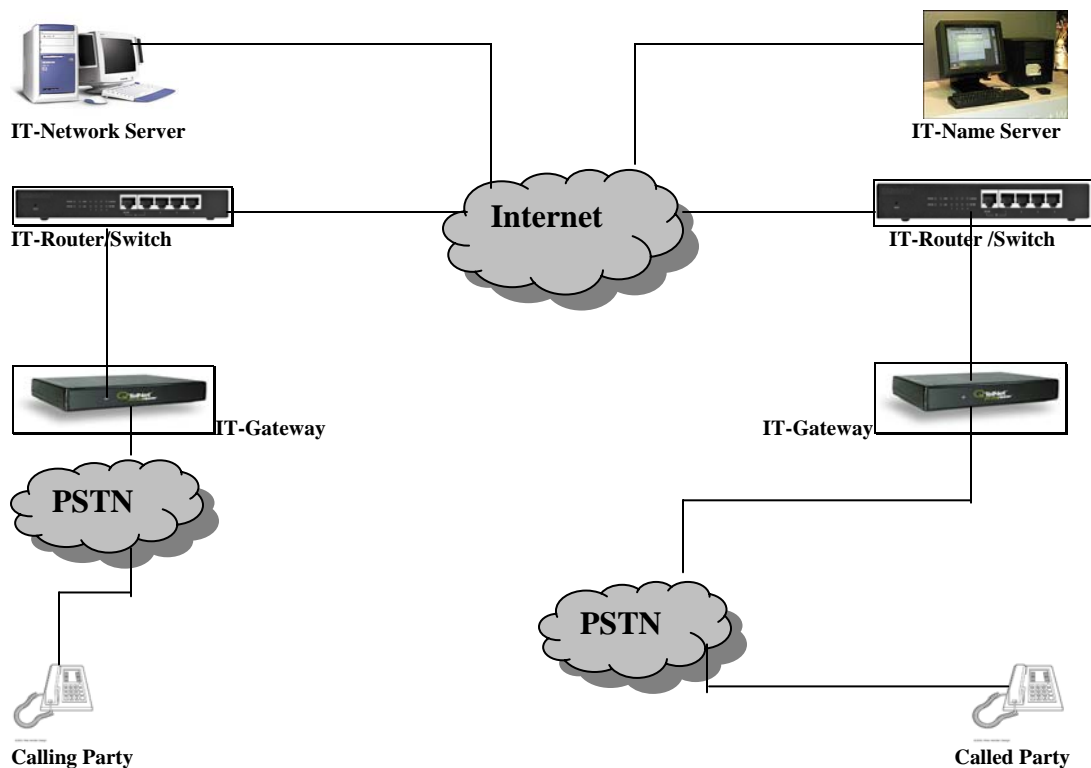 IT-Network Server
IT-Name Server
Internet
IT-Router/Switch
IT-Router /Switch
IT-Gateway
IT-Gateway
PSTN
PSTN
Calling Party
Called Party